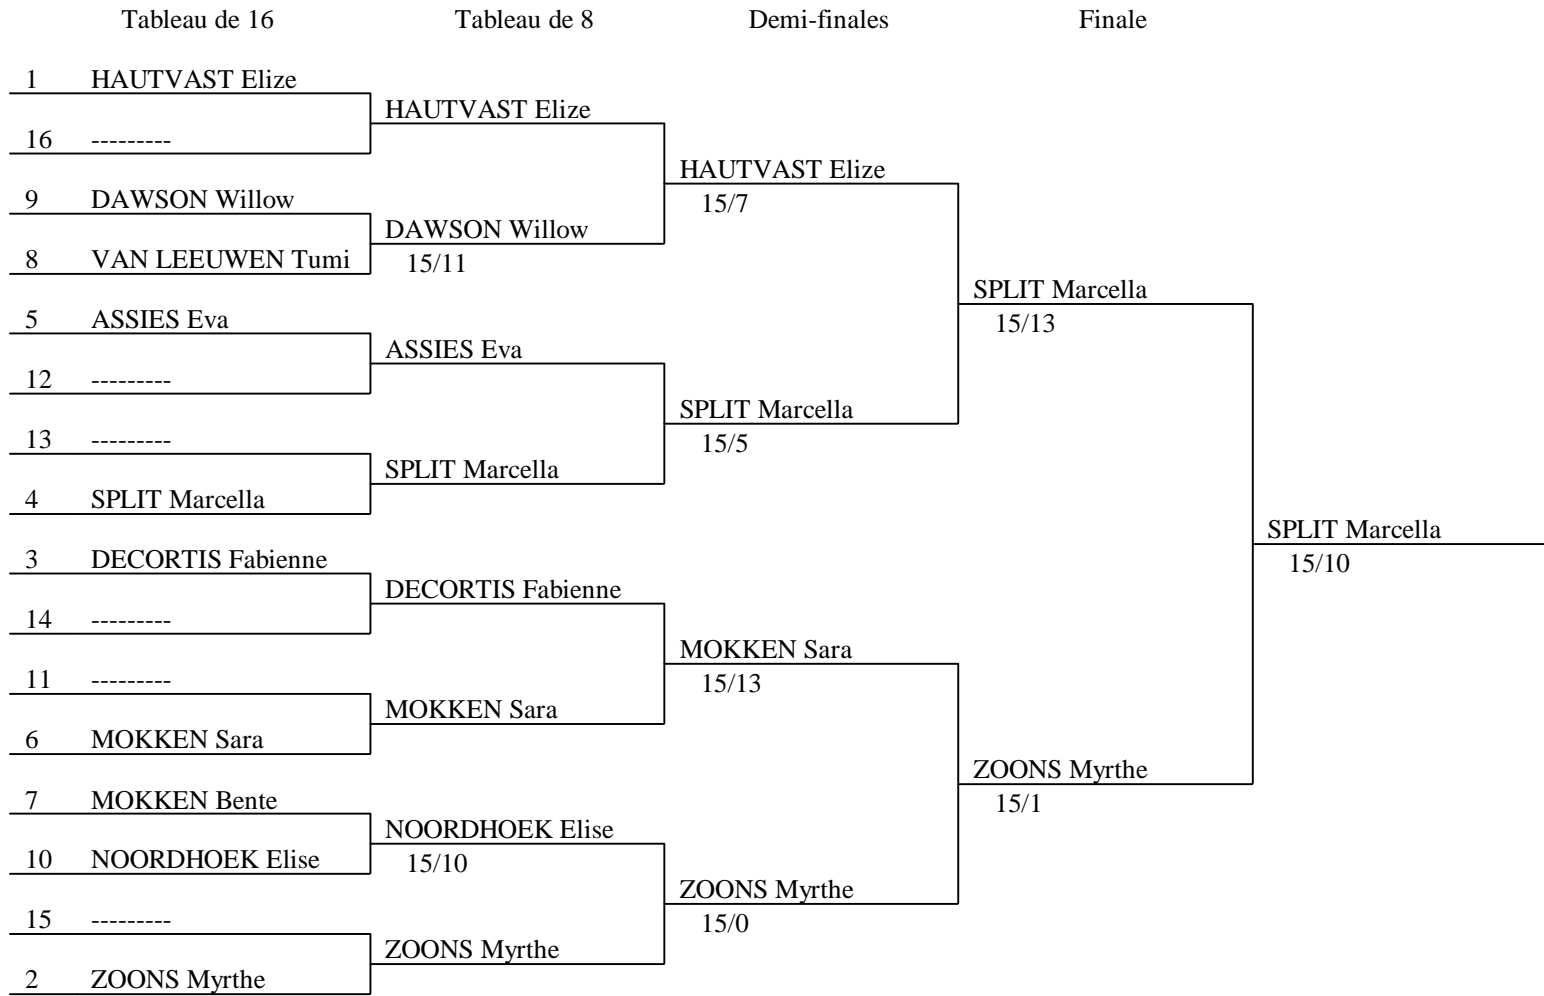 Tableau de 16 Tableau de 8 Demi-finales Finale
1 HAUTVAST Elize
HAUTVAST Elize
16 ---------
HAUTVAST Elize
15/7
9 DAWSON Willow
DAWSON Willow
15/11
8 VAN LEEUWEN Tumi
SPLIT Marcella
15/13
5 ASSIES Eva
ASSIES Eva
12 ---------
SPLIT Marcella
15/5
13 ---------
SPLIT Marcella
4 SPLIT Marcella
SPLIT Marcella
15/10
3 DECORTIS Fabienne
DECORTIS Fabienne
14 ---------
MOKKEN Sara
15/13
11 ---------
MOKKEN Sara
6 MOKKEN Sara
ZOONS Myrthe
15/1
7 MOKKEN Bente
NOORDHOEK Elise
15/10
10 NOORDHOEK Elise
ZOONS Myrthe
15/0
15 ---------
ZOONS Myrthe
2 ZOONS Myrthe